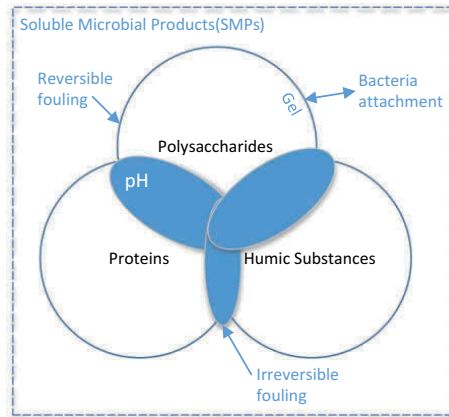 Soluble Microbial Products(SMPs)
Reversible
fouling
Gel
Bacteria
attachment
Polysaccharides
pH
Proteins
Humic Substances
Irreversible
fouling